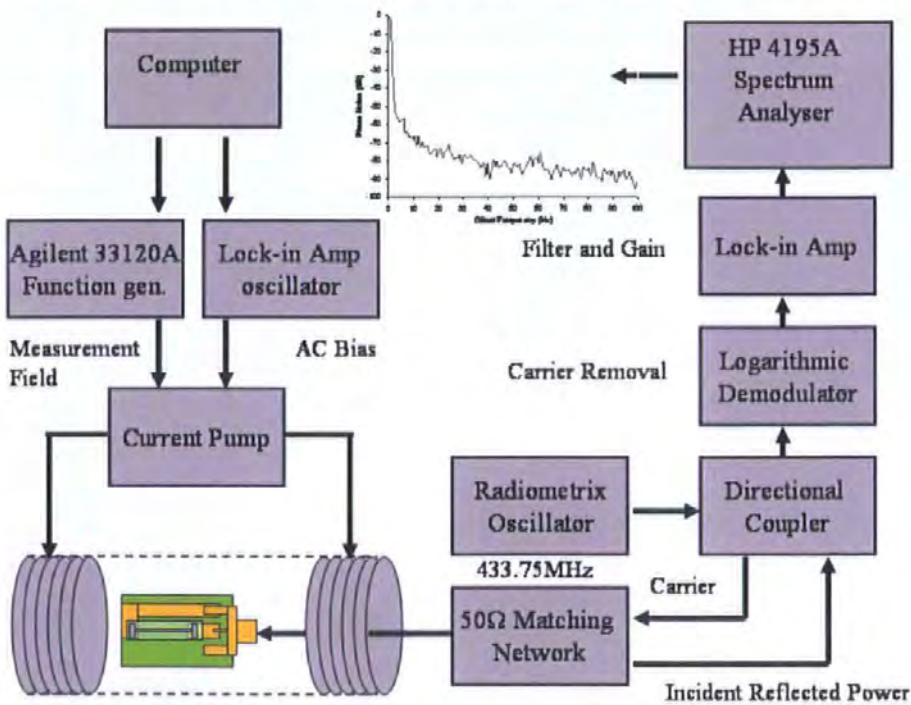 Computer
HP 4195A
Spectrum
Analyser
Agilent 33120A
Function gen.
Lock-in Amp
oscillator
Filter and Gain
Lock-in Amp
Measurement
Field
AC Bias
Carrier Removal
Logarithmic
Demodulator
Current Pump
Radiometrix
Oscillator
Directional
Coupler
433.75MHz
Carrier
50Ω Matching
Network
Incident Reflected Power